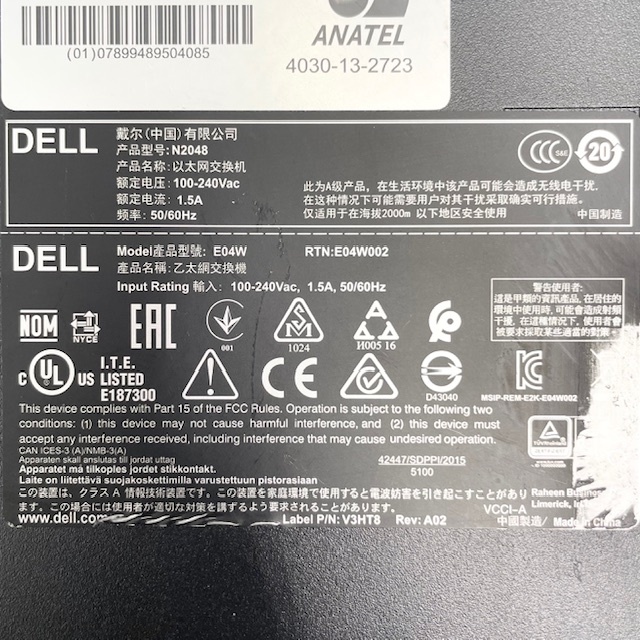 (01)07899489504085
ANATEL
4030-13-2723
DELL
戴尔(中国)有限公司
产品型号: N2048
产品名称: 以太网交换机
额定电压: 100-240Vac
额定电流: 1.5A
频率: 50/60Hz
CCC S&E
20
此为A级产品, 在生活环境中该产品可能会造成无线电干扰.
在这种情况下可能需要用户对其干扰采取确实可行措施.
仅适用于在海拔2000m 以下地区安全使用
中国制造
DELL
Model產品型號: E04W
RTN:E04W002
產品名稱:乙太網交換機
Input Rating 輸入: 100-240Vac, 1.5A, 50/60Hz
警告使用者:
這是甲類的資訊產品, 在居住的
環境中使用時, 可能會造成射頻
干擾, 在這種情況下, 使用者會
被要求採取某些適當的對策.
NOM
NYCE
EAC
001
1024
И005 16
C UL US
I.T.E.
LISTED
E187300
CE
D43040
MSIP-REM-E2K-E04W002
This device complies with Part 15 of the FCC Rules. Operation is subject to the following two
conditions: (1) this device may not cause harmful interference, and (2) this device must
accept any interference received, including interference that may cause undesired operation.
CAN ICES-3 (A)/NMB-3(A)
Apparaten skall anslutas till jordat uttag
Apparatet må tilkoples jordet stikkontakt.
Laite on liitettävä suojakoskettimilla varustettuun pistorasiaan
42447/SDPPI/2015
5100
TÜVRheinland
この装置は、クラス A 情報技術装置です。この装置を家庭環境で使用すると電波妨害を引き起こすことがあり
ます。この場合には使用者が適切な対策を講ずるよう要求されることがあります。
VCCI-A
Raheen Business
Limerick,
www.dell.com
Label P/N: V3HT8
Rev: A02
中國製造 / Made in China